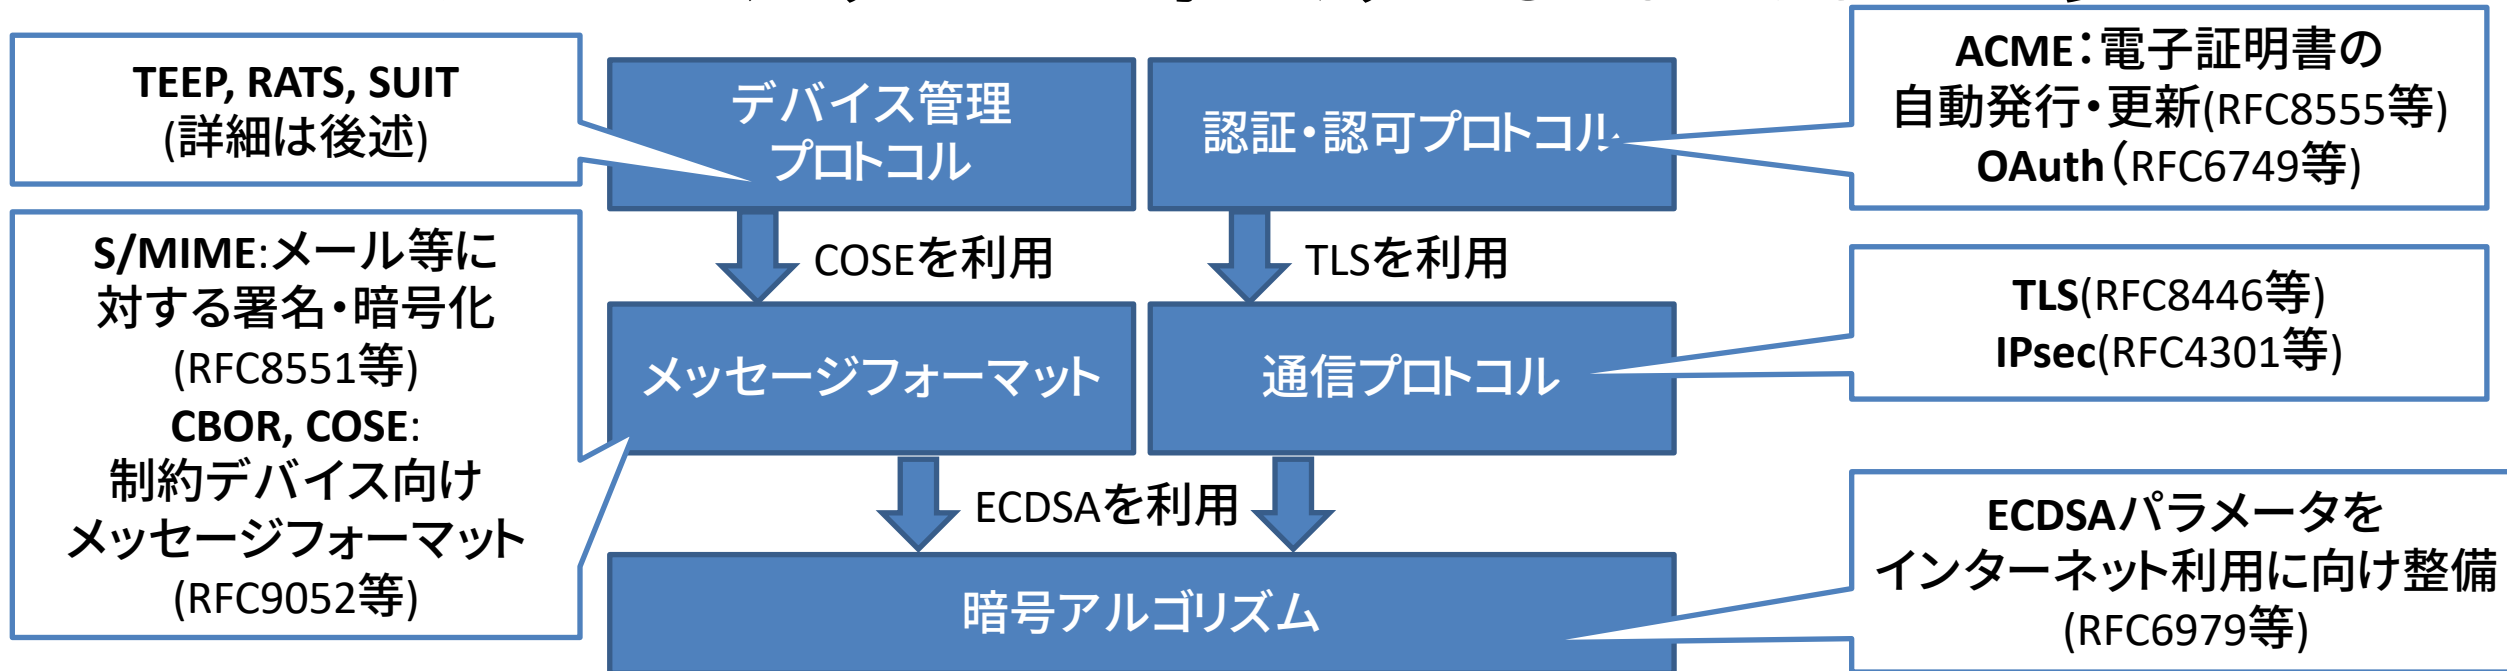 TEEP, RATS, SUIT
(詳細は後述)
デバイス管理
プロトコル
認証・認可プロトコル
ACME：電子証明書の
自動発行・更新(RFC8555等)
OAuth（RFC6749等)
COSEを利用
TLSを利用
S/MIME:メール等に
対する署名・暗号化
(RFC8551等)
CBOR, COSE:
制約デバイス向け
メッセージフォーマット
(RFC9052等)
メッセージフォーマット
通信プロトコル
TLS(RFC8446等)
IPsec(RFC4301等)
ECDSAを利用
暗号アルゴリズム
ECDSAパラメータを
インターネット利用に向け整備
(RFC6979等)